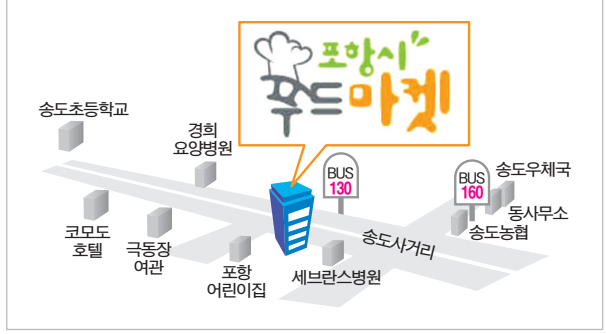 포항시
푸드마켓
송도초등학교
경희
요양병원
BUS
130
BUS
160
송도우체국
동사무소
송도농협
송도사거리
코모도
호텔
극동장
여관
포항
어린이집
세브란스병원